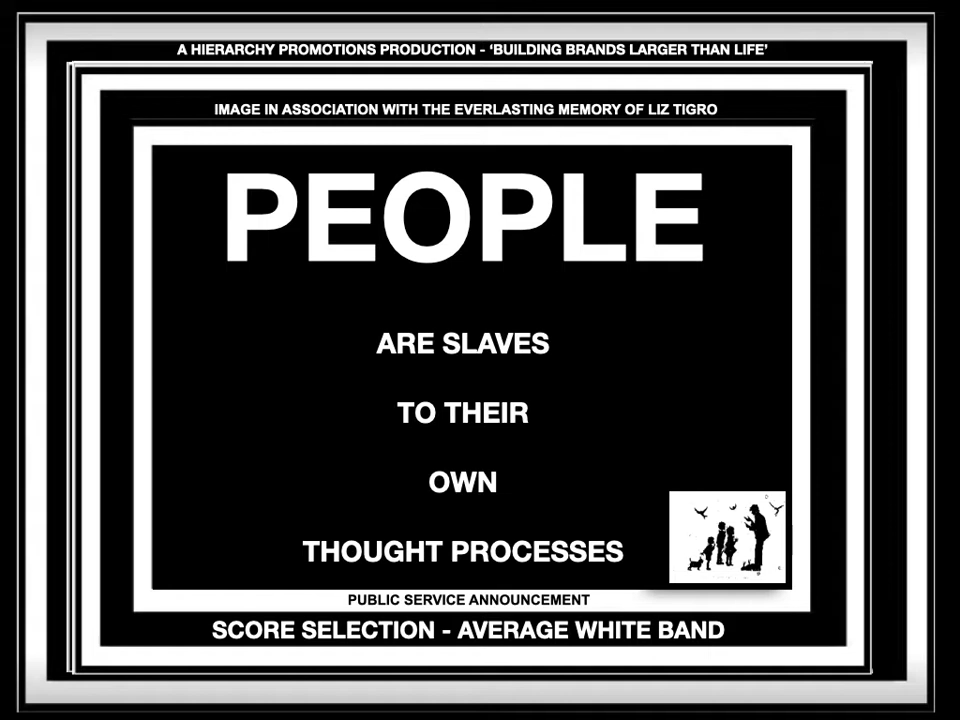 A HIERARCHY PROMOTIONS PRODUCTION - ‘BUILDING BRANDS LARGER THAN LIFE’
IMAGE IN ASSOCIATION WITH THE EVERLASTING MEMORY OF LIZ TIGRO
PEOPLE
ARE SLAVES
TO THEIR
OWN
THOUGHT PROCESSES
PUBLIC SERVICE ANNOUNCEMENT
SCORE SELECTION - AVERAGE WHITE BAND